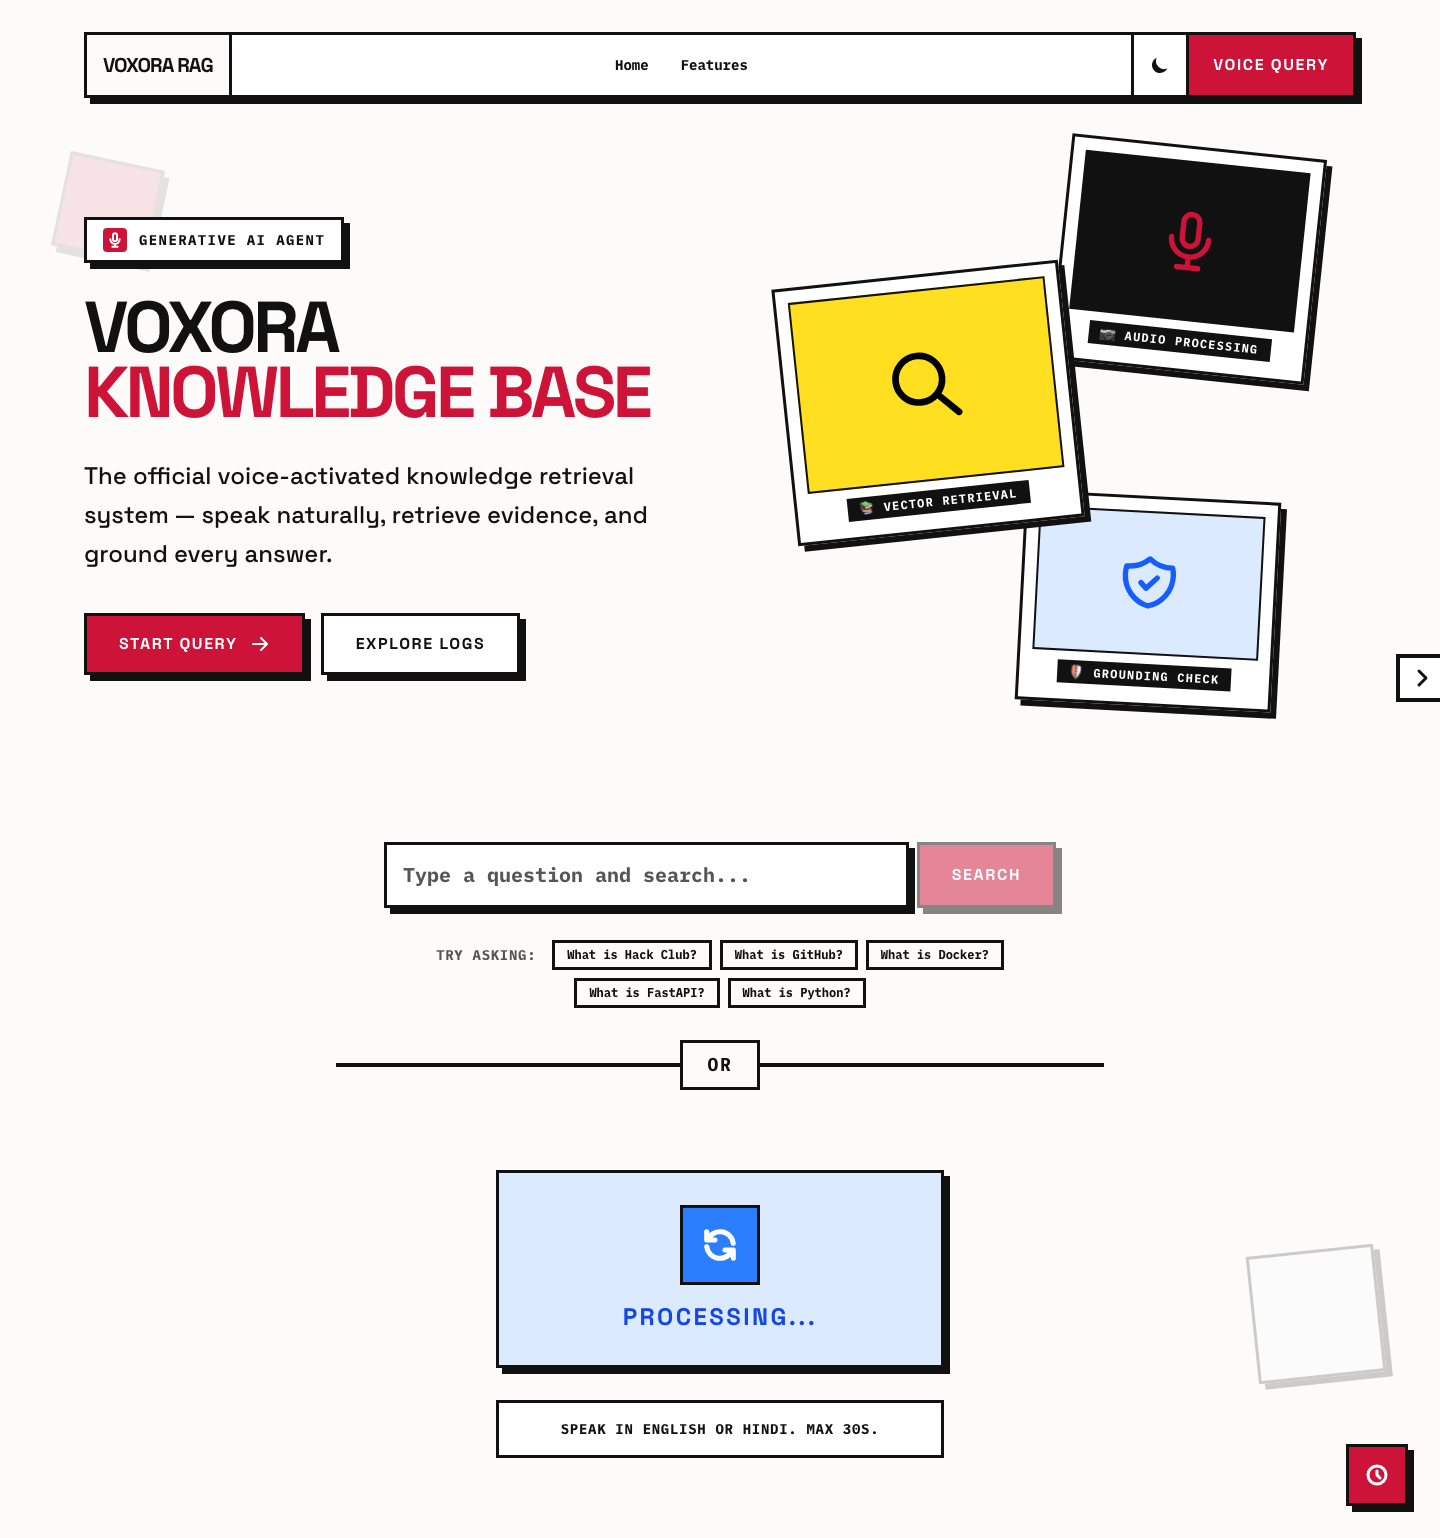 VOXORA RAG
Home
Features
VOICE QUERY
GENERATIVE AI AGENT
VOXORA
KNOWLEDGE BASE
The official voice-activated knowledge retrieval
system — speak naturally, retrieve evidence, and
ground every answer.
START QUERY
EXPLORE LOGS
AUDIO PROCESSING
VECTOR RETRIEVAL
GROUNDING CHECK
Type a question and search...
SEARCH
TRY ASKING:
What is Hack Club?
What is GitHub?
What is Docker?
What is FastAPI?
What is Python?
OR
PROCESSING...
SPEAK IN ENGLISH OR HINDI. MAX 30S.